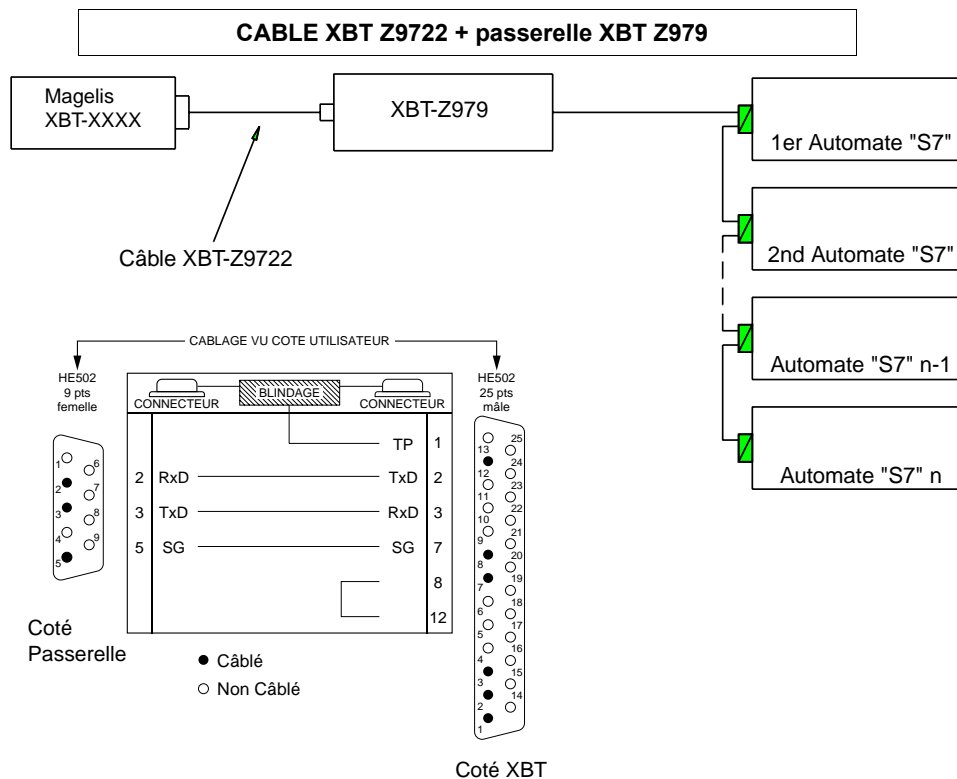 CABLE XBT Z9722 + passerelle XBT Z979
Magelis
XBT-XXXX
XBT-Z979
1er Automate "S7"
2nd Automate "S7"
Automate "S7" n-1
Automate "S7" n
Câble XBT-Z9722
CABLAGE VU COTE UTILISATEUR
HE502
9 pts
femelle
HE502
25 pts
mâle
CONNECTEUR
BLINDAGE
CONNECTEUR
TP 1
2 RxD TxD 2
3 TxD RxD 3
5 SG SG 7
8
12
1
6
2
7
3
8
4
9
5
25
13
24
12
23
11
22
10
21
9
20
8
19
7
18
6
17
5
16
4
15
3
14
2
1
Coté
Passerelle
Câblé
Non Câblé
Coté XBT